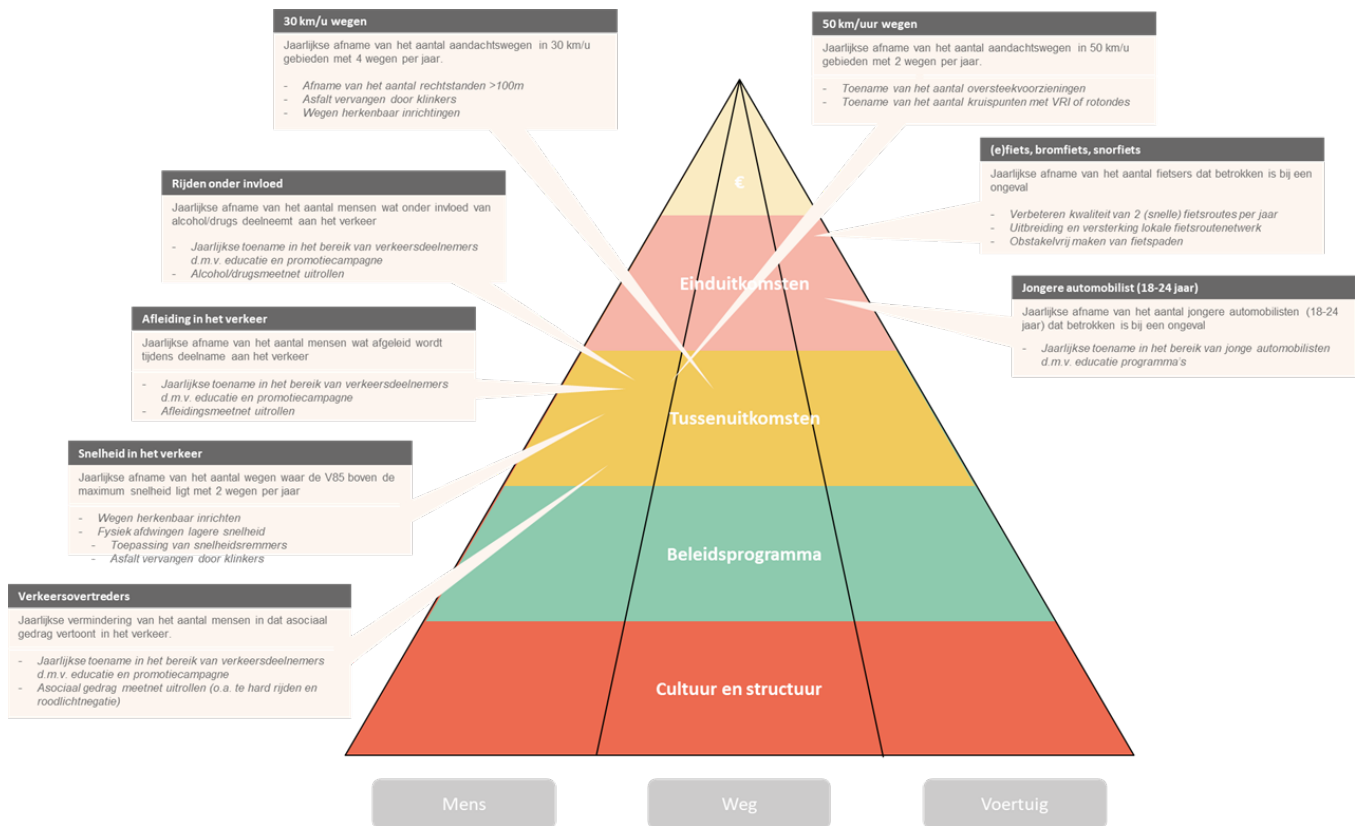 30 km/u wegen
Jaarlijkse afname van het aantal aandachtswegen in 30 km/u
gebieden met 4 wegen per jaar.
- Afname van het aantal rechtstanden >100m
- Asfalt vervangen door klinkers
- Wegen herkenbaar inrichtingen
50 km/uur wegen
Jaarlijkse afname van het aantal aandachtswegen in 50 km/u
gebieden met 2 wegen per jaar.
- Toename van het aantal oversteekvoorzieningen
- Toename van het aantal kruispunten met VRI of rotondes
(e)fiets, bromfiets, snorfiets
Jaarlijkse afname van het aantal fietsers dat betrokken is bij een
ongeval
- Verbeteren kwaliteit van 2 (snelle) fietsroutes per jaar
- Uitbreiding en versterking lokale fietsroutenetwerk
- Obstakelvrij maken van fietspaden
Rijden onder invloed
Jaarlijkse afname van het aantal mensen wat onder invloed van
alcohol/drugs deelneemt aan het verkeer
- Jaarlijkse toename in het bereik van verkeersdeelnemers
d.m.v. educatie en promotiecampagne
- Alcohol/drugsmeetnet uitrollen
Jongere automobilist (18-24 jaar)
Jaarlijkse afname van het aantal jongere automobilisten (18-24
jaar) dat betrokken is bij een ongeval
- Jaarlijkse toename in het bereik van jonge automobilisten
d.m.v. educatie programma's
Afleiding in het verkeer
Jaarlijkse afname van het aantal mensen wat afgeleid wordt
tijdens deelname aan het verkeer
- Jaarlijkse toename in het bereik van verkeersdeelnemers
d.m.v. educatie en promotiecampagne
- Afleidingsmeetnet uitrollen
Snelheid in het verkeer
Jaarlijkse afname van het aantal wegen waar de V85 boven de
maximum snelheid ligt met 2 wegen per jaar
- Wegen herkenbaar inrichten
- Fysiek afdwingen lagere snelheid
- Toepassing van snelheidsremmers
- Asfalt vervangen door klinkers
Verkeersovertreders
Jaarlijkse vermindering van het aantal mensen in dat asociaal
gedrag vertoont in het verkeer.
- Jaarlijkse toename in het bereik van verkeersdeelnemers
d.m.v. educatie en promotiecampagne
- Asociaal gedrag meetnet uitrollen (o.a. te hard rijden en
roodlichtnegatie)
€
Einduitkomsten
Tussenuitkomsten
Beleidsprogramma
Cultuur en structuur
Mens
Weg
Voertuig